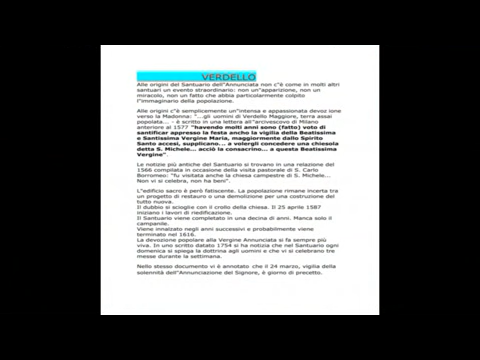 VERDELLO
Alle origini del Santuario dell"Annunciata non c"è come in molti altri
santuari un evento straordinario: non un"apparizione, non un
miracolo, non un fatto che abbia particolarmente colpito
l"immaginario della popolazione.
Alle origini c"è semplicemente un"intensa e appassionata devoz ione
verso la Madonna: "...gli uomini di Verdello Maggiore, terra assai
popolata... - è scritto in una lettera all"arcivescovo di Milano
anteriore al 1577 "havendo molti anni sono (fatto) voto di
santificar appresso la festa anche la vigilia della Beatissima
e Santissima Vergine Maria, maggiormente dallo Spirito
Santo accesi, supplicano... a volergli concedere una chiesola
detta S. Michele... acciò la consacrino... a questa Beatissima
Vergine".
Le notizie più antiche del Santuario si trovano in una relazione del
1566 compilata in occasione della visita pastorale di S. Carlo
Borromeo: "fu visitata anche la chiesa campestre di S. Michele...
Non vi si celebra, non ha beni".
L"edificio sacro è però fatiscente. La popolazione rimane incerta tra
un progetto di restauro o una demolizione per una costruzione del
tutto nuova.
Il dubbio si scioglie con il crollo della chiesa. Il 25 aprile 1587
iniziano i lavori di riedificazione.
Il Santuario viene completato in una decina di anni. Manca solo il
campanile.
Viene innalzato negli anni successivi e probabilmente viene
terminato nel 1616.
La devozione popolare alla Vergine Annunciata si fa sempre più
viva. In uno scritto datato 1754 si ha notizia che nel Santuario ogni
domenica si spiega la dottrina agli uomini e che vi si celebrano tre
messe durante la settimana.
Nello stesso documento vi è annotato che il 24 marzo, vigilia della
solennità dell"Annunciazione del Signore, è giorno di precetto.